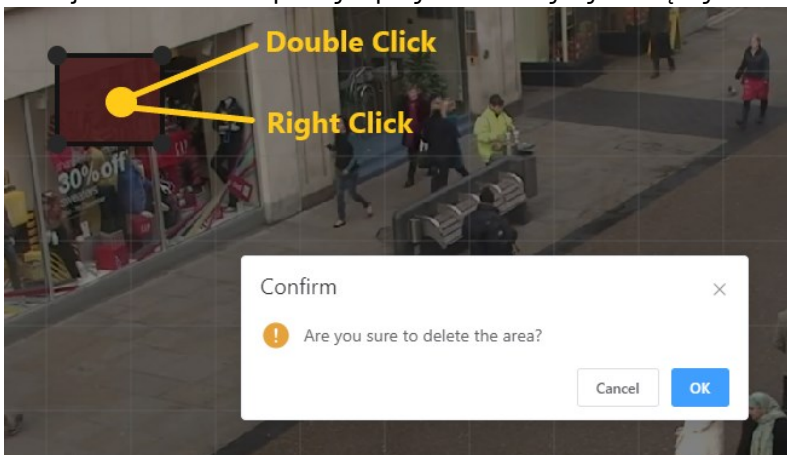 Double Click
Right Click
30% off
Confirm
Are you sure to delete the area?
Cancel
OK